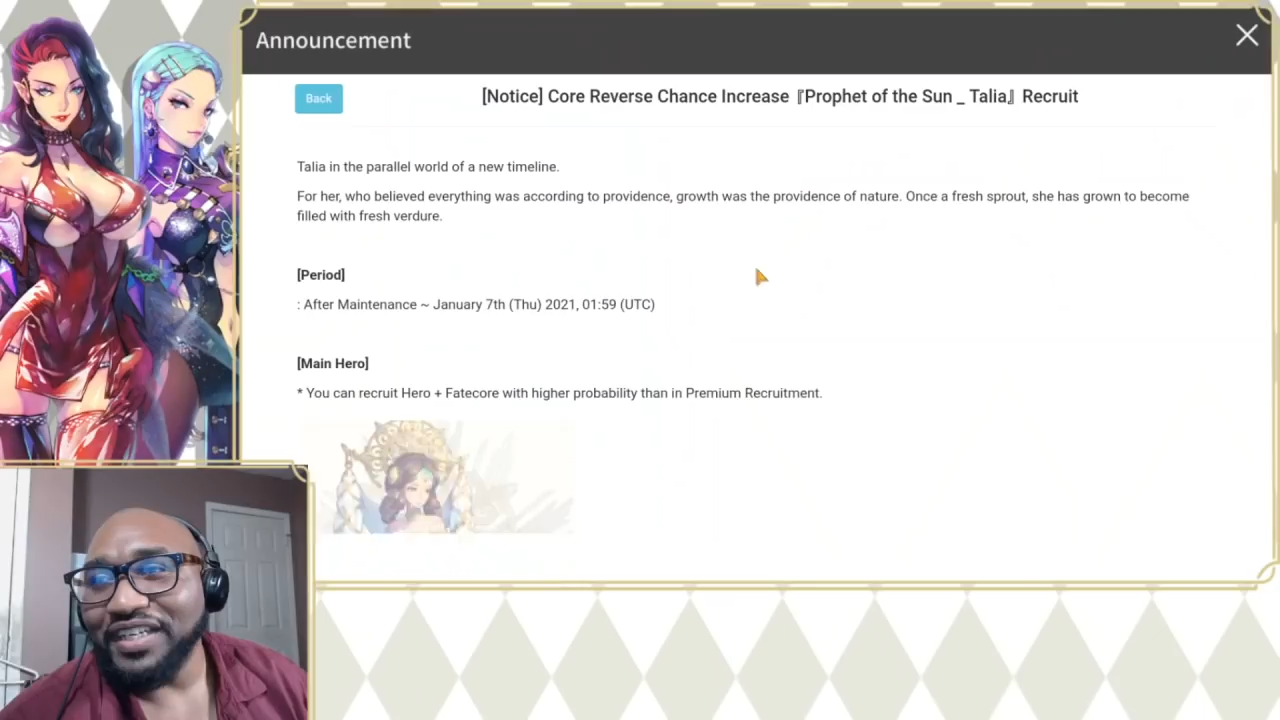 Announcement
Back
[Notice] Core Reverse Chance Increase『Prophet of the Sun _ Talia』Recruit
Talia in the parallel world of a new timeline.
For her, who believed everything was according to providence, growth was the providence of nature. Once a fresh sprout, she has grown to become
filled with fresh verdure.
[Period]
: After Maintenance ~ January 7th (Thu) 2021, 01:59 (UTC)
[Main Hero]
* You can recruit Hero + Fatecore with higher probability than in Premium Recruitment.